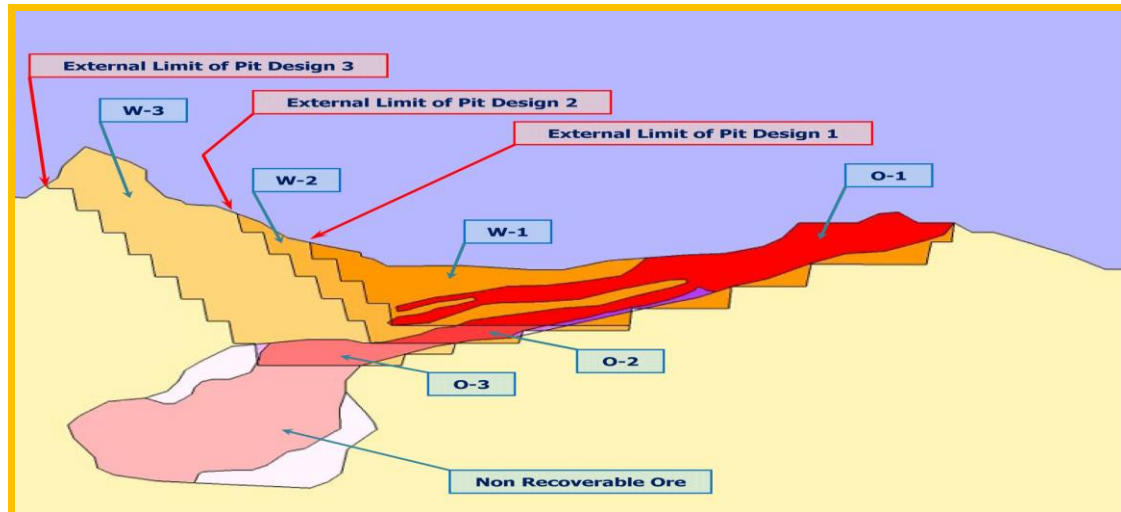 External Limit of Pit Design 3
W-3
External Limit of Pit Design 2
External Limit of Pit Design 1
W-2
O-1
W-1
O-2
O-3
Non Recoverable Ore